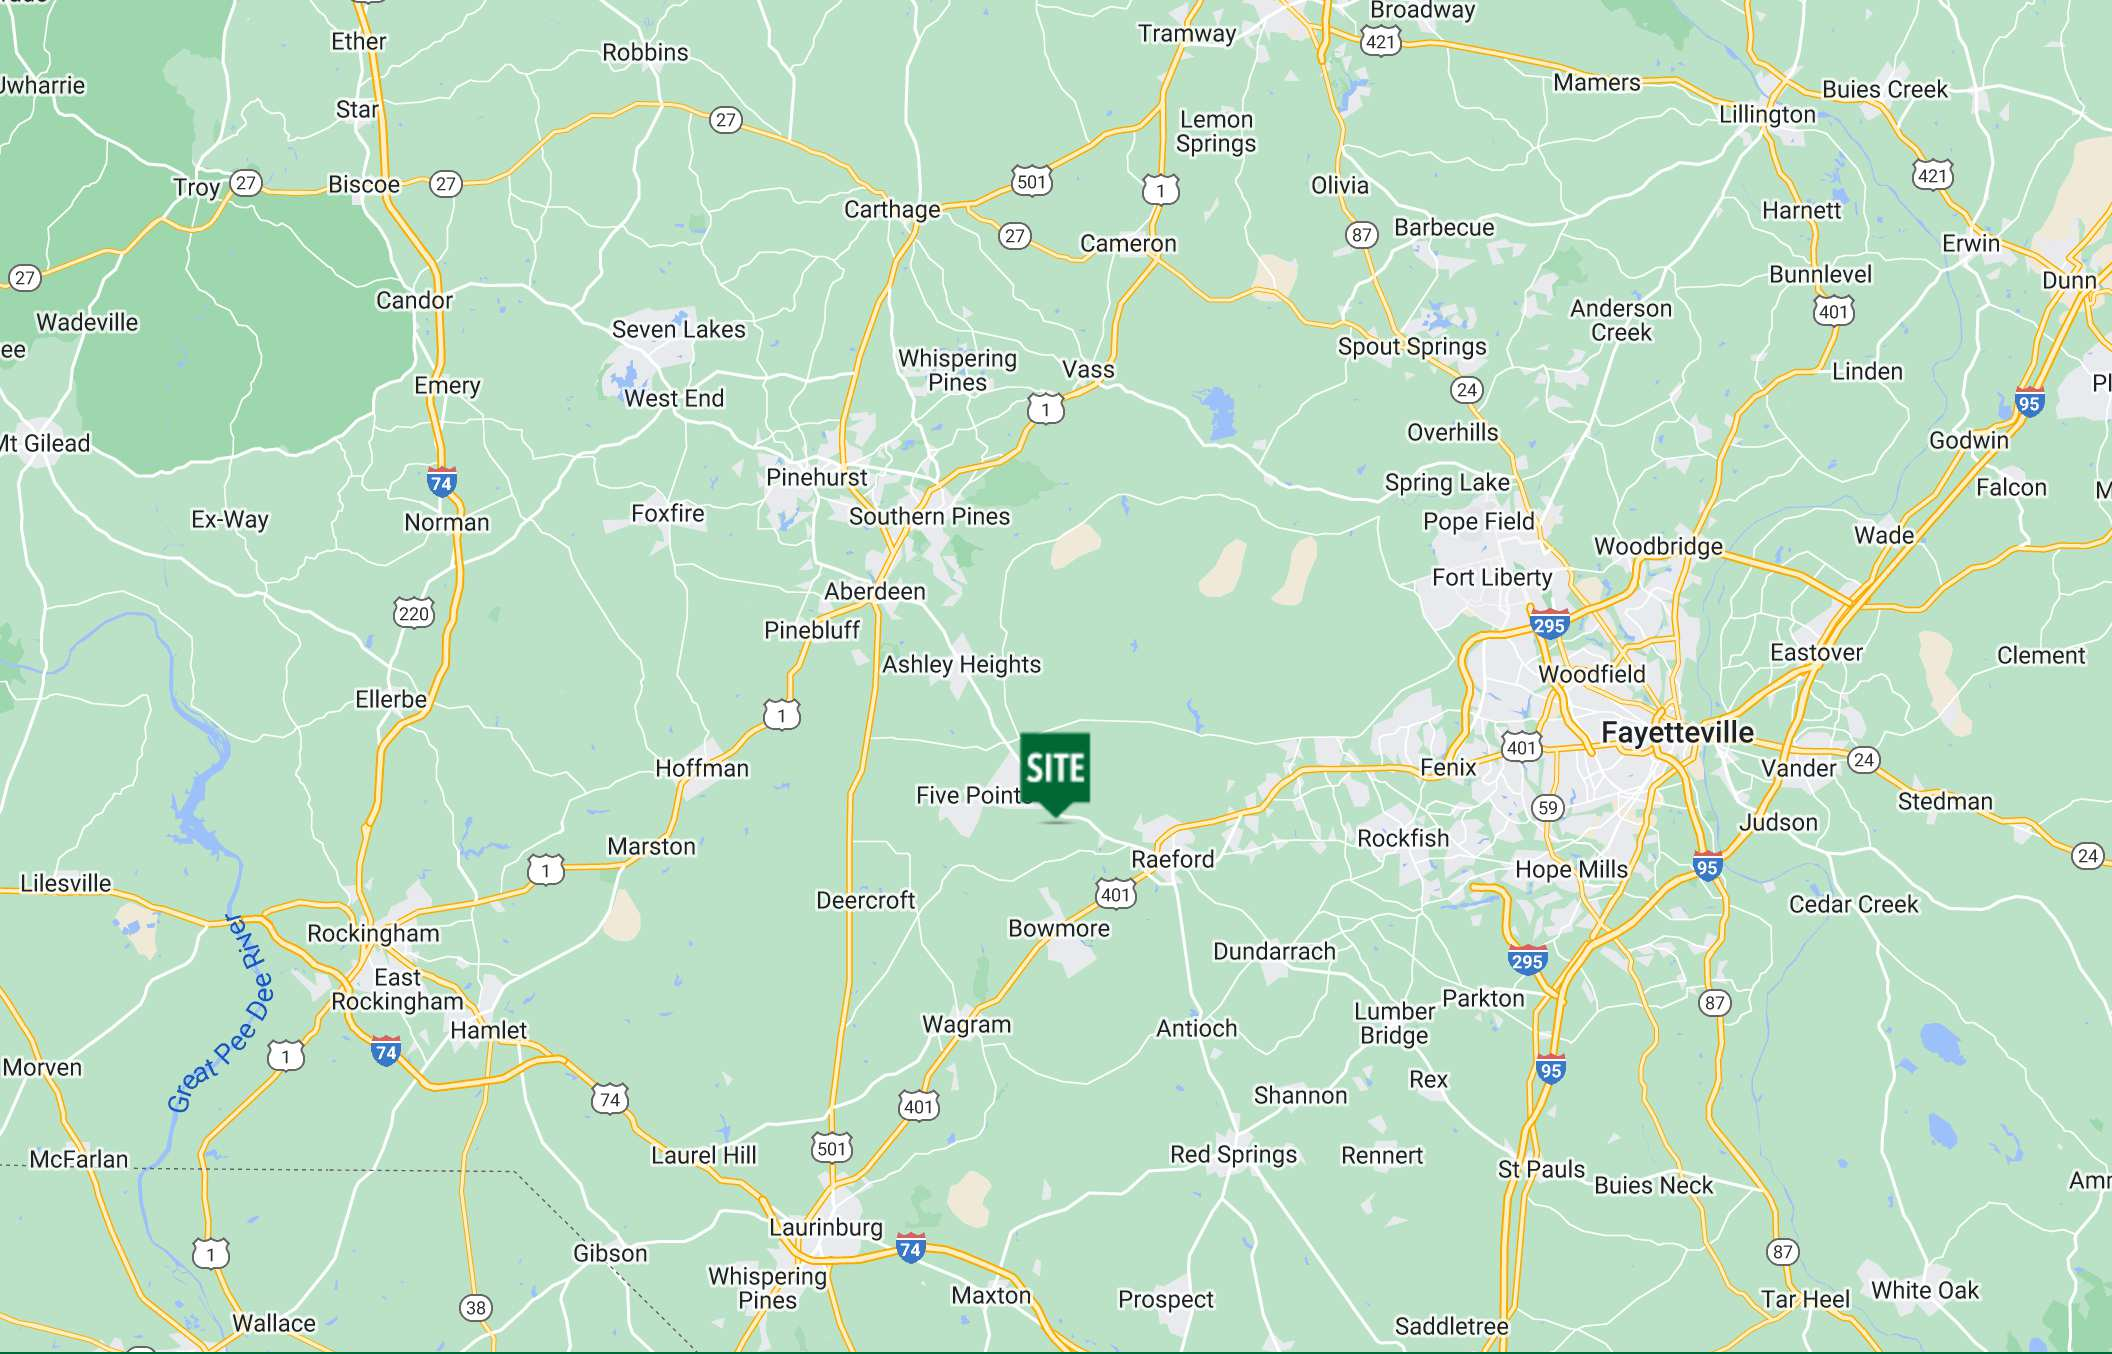 Broadway
Tramway
421
Ether
Robbins
Mamers
Uwharrie
Buies Creek
Star
Lillington
27
Lemon
Springs
421
Troy
27
Biscoe
27
501
1
Olivia
Carthage
Harnett
27
Cameron
87
Barbecue
Erwin
27
Bunnlevel
Dunn
Candor
Anderson
Creek
401
Wadeville
Seven Lakes
Spout Springs
Whispering
Pines
Vass
Linden
Emery
West End
24
1
95
Overhills
Godwin
Mt Gilead
Pinehurst
74
Spring Lake
Falcon
Foxfire
Southern Pines
Ex-Way
Norman
Pope Field
Wade
Woodbridge
Fort Liberty
Aberdeen
220
Pinebluff
295
Eastover
Clement
Ashley Heights
Woodfield
Ellerbe
1
Fayetteville
401
Hoffman
SITE
Fenix
Vander
24
Five Points
59
Stedman
Judson
Marston
Rockfish
Raeford
24
1
Hope Mills
95
Lilesville
Deercroft
401
Cedar Creek
Rockingham
Bowmore
Dundarrach
295
East
Rockingham
Great Pee Dee River
Parkton
87
Lumber
Bridge
Hamlet
Wagram
Antioch
1
74
Morven
95
Rex
74
401
Shannon
501
McFarlan
Laurel Hill
Red Springs
Rennert
St Pauls
Buies Neck
Laurinburg
74
1
Gibson
87
Whispering
Pines
Maxton
Prospect
White Oak
38
Tar Heel
Wallace
Saddletree